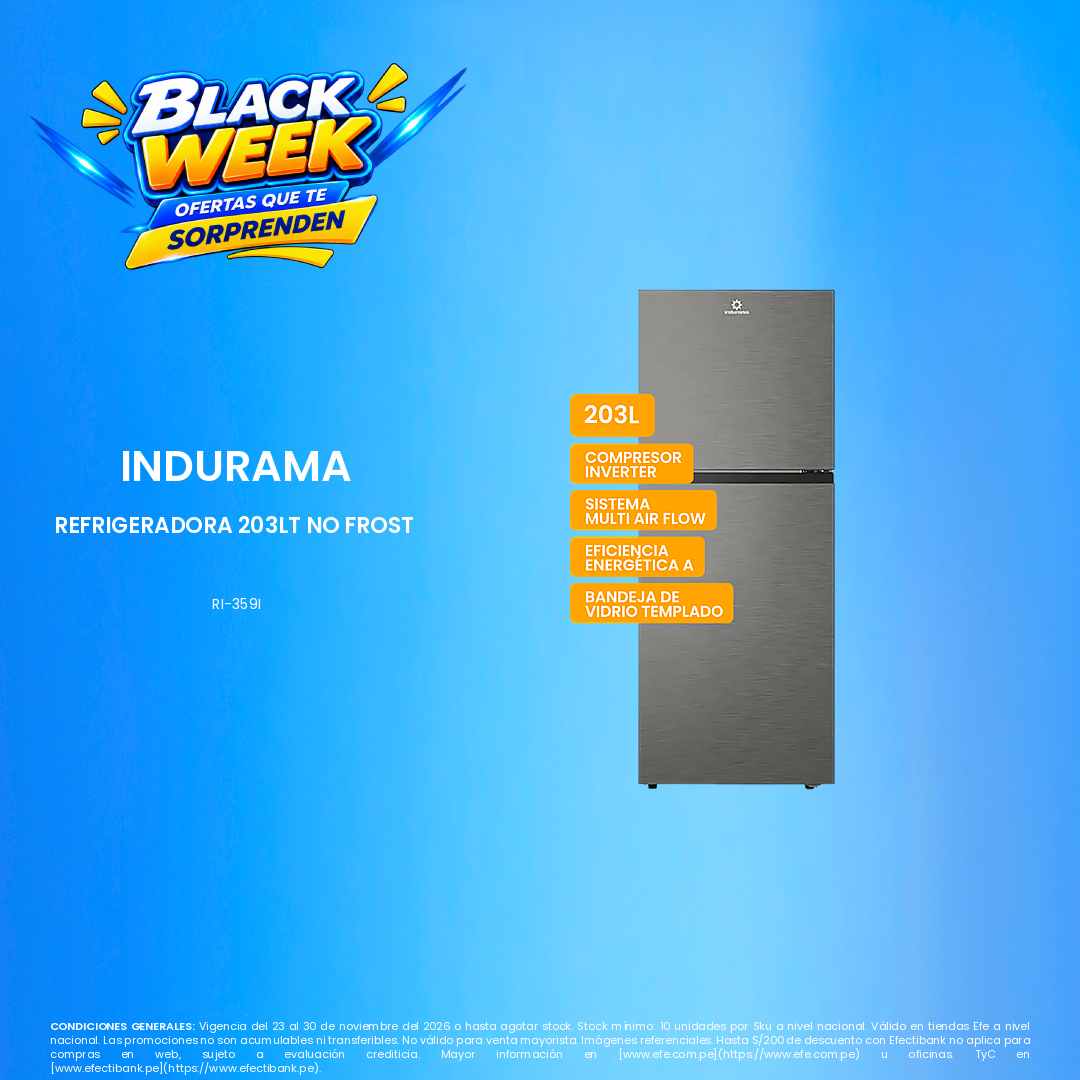 BLACK
WEEK
OFERTAS QUE TE
SORPRENDEN
indurama
203L
COMPRESOR
INVERTER
SISTEMA
MULTI AIR FLOW
EFICIENCIA
ENERGÉTICA A
BANDEJA DE
VIDRIO TEMPLADO
INDURAMA
REFRIGERADORA 203LT NO FROST
RI-359I
CONDICIONES GENERALES: Vigencia del 23 al 30 de noviembre del 2026 o hasta agotar stock. Stock mínimo: 10 unidades por Sku a nivel nacional. Válido en tiendas Efe a nivel
nacional. Las promociones no son acumulables ni transferibles. No válido para venta mayorista. Imágenes referenciales. Hasta S/200 de descuento con Efectibank no aplica para
compras en web, sujeto a evaluación crediticia. Mayor información en [www.efe.com.pe](https://www.efe.com.pe) u oficinas. TyC en
[www.efectibank.pe](https://www.efectibank.pe).